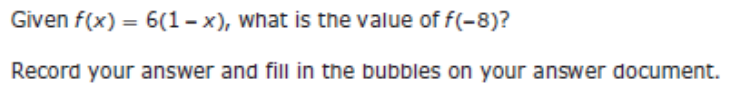 Given f(x) = 6(1 – x), what is the value of f(–8)?
Record your answer and fill in the bubbles on your answer document.